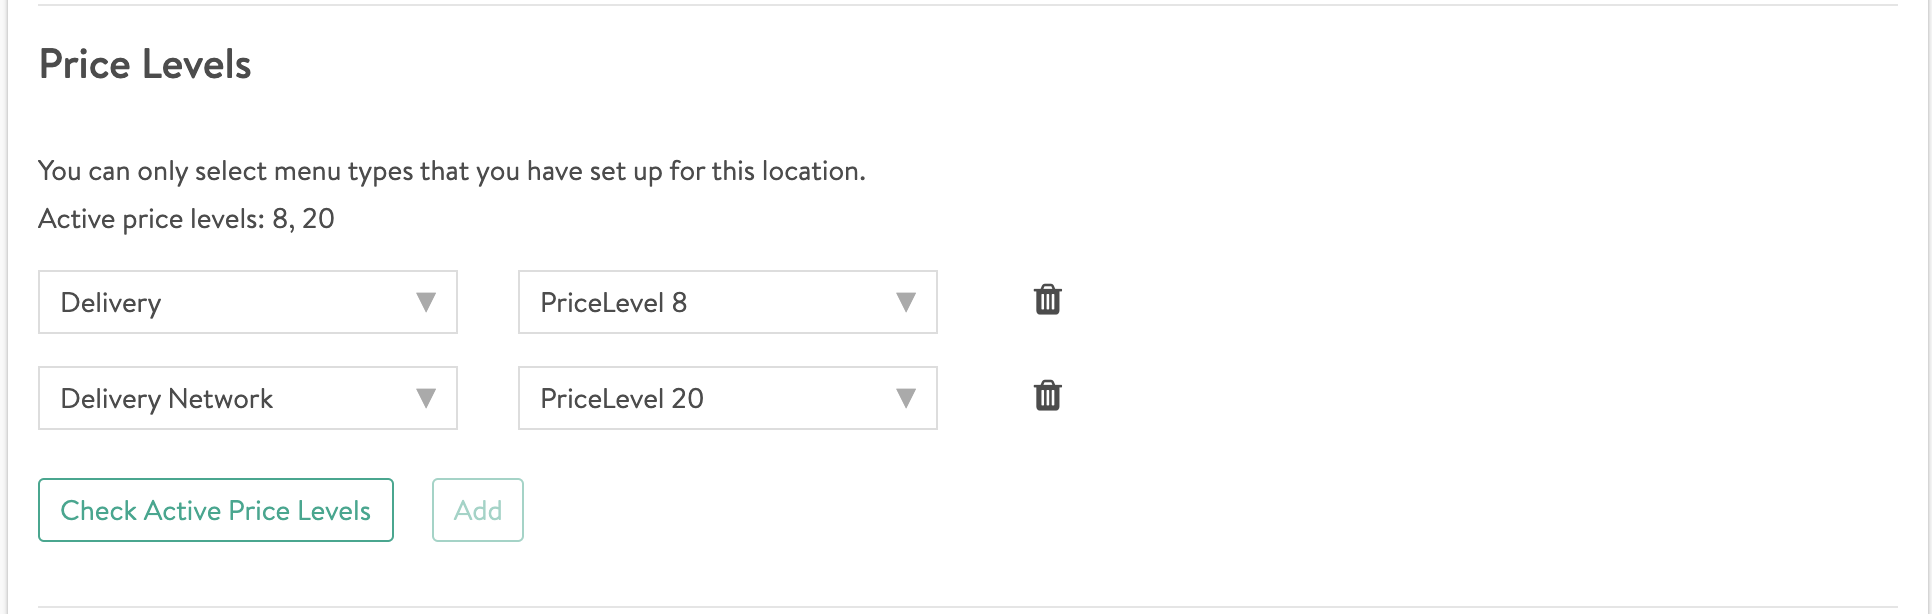 Price Levels
You can only select menu types that you have set up for this location.
Active price levels: 8, 20
Delivery PriceLevel 8
Delivery Network PriceLevel 20
Check Active Price Levels Add